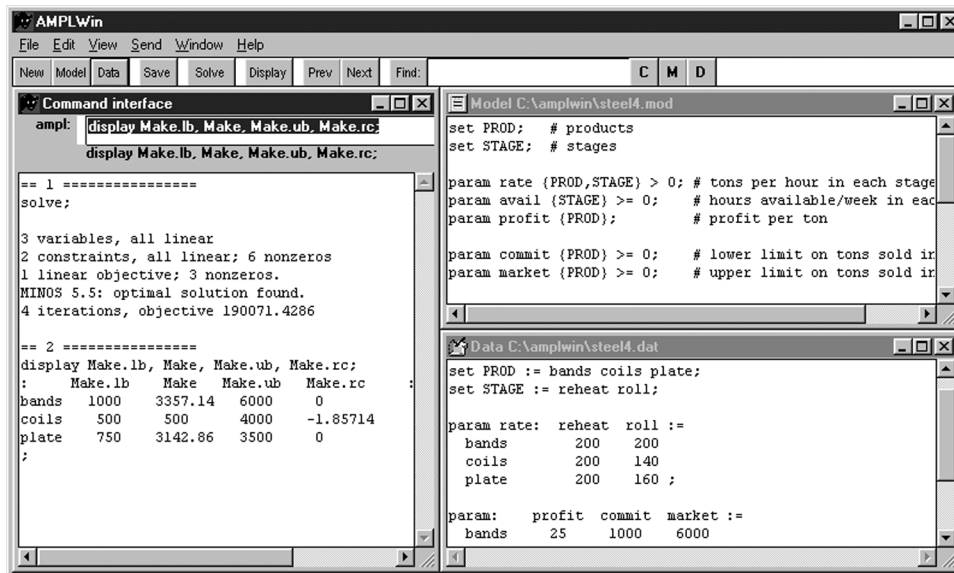 AMPLWin
File Edit View Send Window Help
New Model Data Save Solve Display Prev Next Find: C M D
Command interface
ampl: display Make.lb, Make, Make.ub, Make.rc;
display Make.lb, Make, Make.ub, Make.rc;
== 1 ================
solve;
3 variables, all linear
2 constraints, all linear; 6 nonzeros
1 linear objective; 3 nonzeros.
MINOS 5.5: optimal solution found.
4 iterations, objective 190071.4286
== 2 ================
display Make.lb, Make, Make.ub, Make.rc;
: Make.lb Make Make.ub Make.rc :
bands 1000 3357.14 6000 0
coils 500 500 4000 -1.85714
plate 750 3142.86 3500 0
;
Model C:\amplwin\steel4.mod
set PROD; # products
set STAGE; # stages
param rate {PROD,STAGE} > 0; # tons per hour in each stage
param avail {STAGE} >= 0; # hours available/week in eac
param profit {PROD}; # profit per ton
param commit {PROD} >= 0; # lower limit on tons sold in
param market {PROD} >= 0; # upper limit on tons sold in
Data C:\amplwin\steel4.dat
set PROD := bands coils plate;
set STAGE := reheat roll;
param rate: reheat roll :=
bands 200 200
coils 200 140
plate 200 160 ;
param: profit commit market :=
bands 25 1000 6000